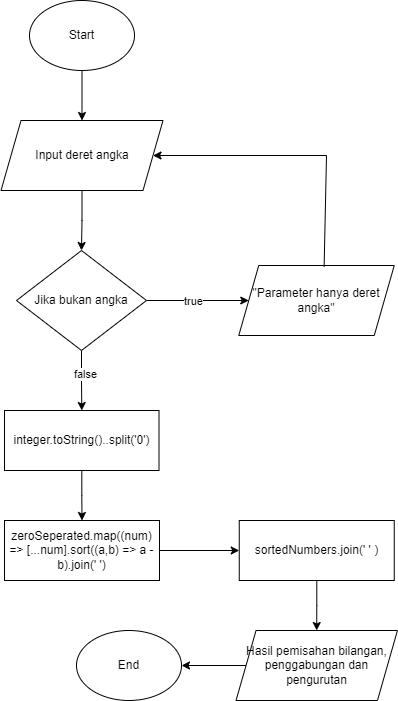 Start
Input deret angka
Jika bukan angka
true
"Parameter hanya deret
angka"
false
integer.toString()..split('0')
zeroSeperated.map((num)
=> [...num].sort((a,b) => a -
b).join(' ')
sortedNumbers.join(' ' )
Hasil pemisahan bilangan,
penggabungan dan
pengurutan
End